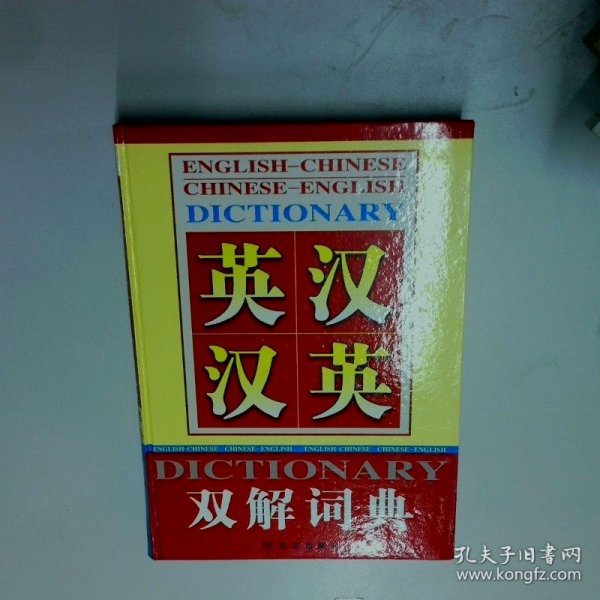 ENGLISH-CHINESE
CHINESE-ENGLISH
DICTIONARY
英汉
汉英
ENGLISH-CHINESE CHINESE-ENGLISH ENGLISH-CHINESE CHINESE-ENGLISH
DICTIONARY
双解词典
孔夫子旧书网
www.kongfz.com